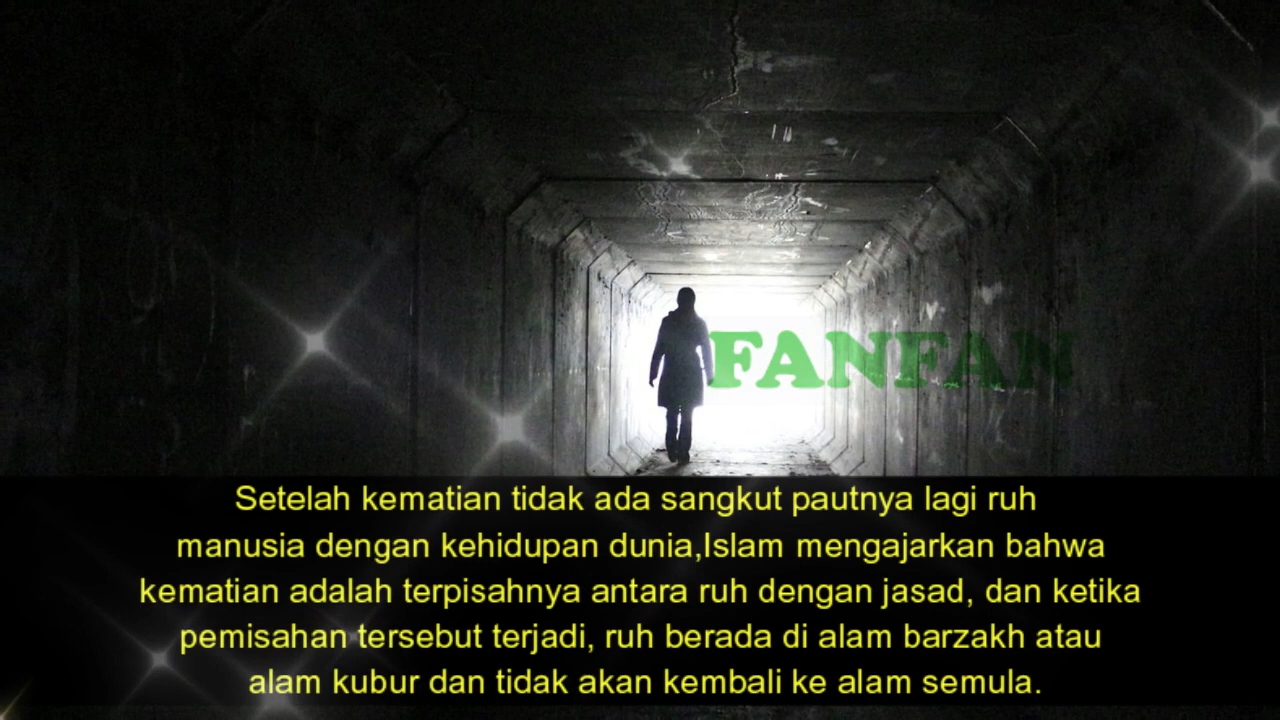 FANFAN
Setelah kematian tidak ada sangkut pautnya lagi ruh
manusia dengan kehidupan dunia,Islam mengajarkan bahwa
kematian adalah terpisahnya antara ruh dengan jasad, dan ketika
pemisahan tersebut terjadi, ruh berada di alam barzakh atau
alam kubur dan tidak akan kembali ke alam semula.